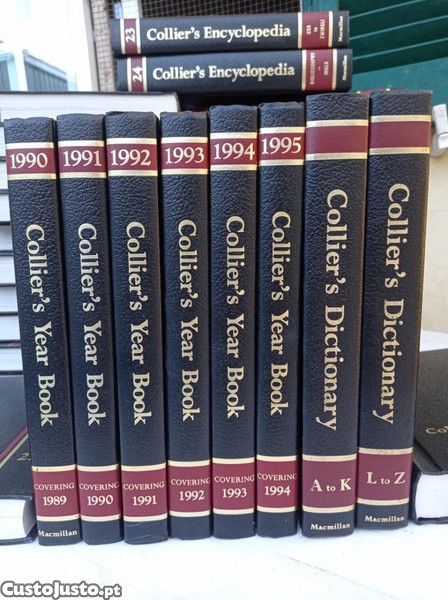 23
Collier's Encyclopedia
Macmillan
24
Collier's Encyclopedia
Macmillan
1990
Collier's Year Book
COVERING
1989
Macmillan
1991
Collier's Year Book
COVERING
1990
1992
Collier's Year Book
COVERING
1991
1993
Collier's Year Book
COVERING
1992
1994
Collier's Year Book
COVERING
1993
1995
Collier's Year Book
COVERING
1994
Collier's Dictionary
A to K
Macmillan
Collier's Dictionary
L to Z
Macmillan
CustoJusto.pt